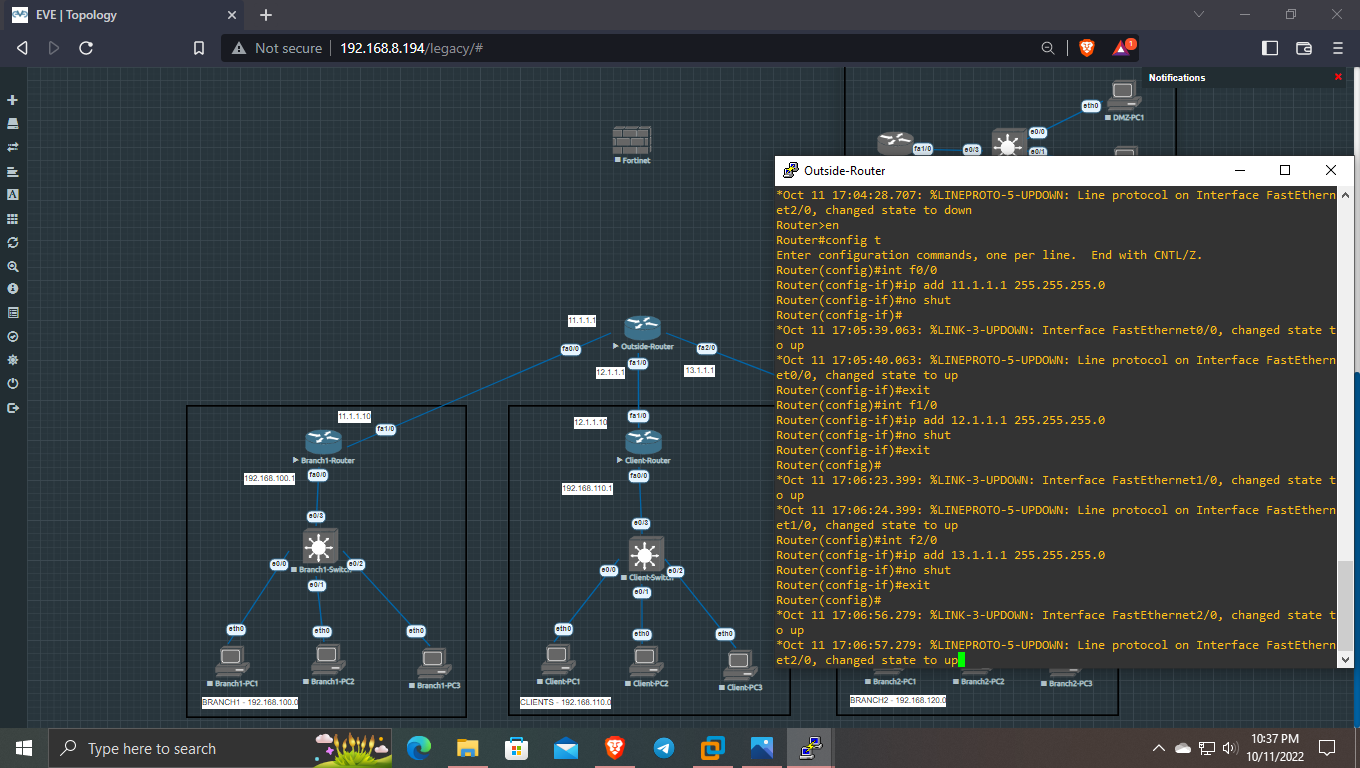 EVE | Topology
Not secure
192.168.8.194/legacy/#
1
Notifications
eth0
DMZ-PC1
e0/0
fa1/0
e0/3
e0/1
Fortinet
Outside-Router
*Oct 11 17:04:28.707: %LINEPROTO-5-UPDOWN: Line protocol on Interface FastEthern
et2/0, changed state to down
Router>en
Router#config t
Enter configuration commands, one per line.  End with CNTL/Z.
Router(config)#int f0/0
Router(config-if)#ip add 11.1.1.1 255.255.255.0
Router(config-if)#no shut
Router(config-if)#
*Oct 11 17:05:39.063: %LINK-3-UPDOWN: Interface FastEthernet0/0, changed state t
o up
*Oct 11 17:05:40.063: %LINEPROTO-5-UPDOWN: Line protocol on Interface FastEthern
et0/0, changed state to up
Router(config-if)#exit
Router(config)#int f1/0
Router(config-if)#ip add 12.1.1.1 255.255.255.0
Router(config-if)#no shut
Router(config-if)#exit
Router(config)#
*Oct 11 17:06:23.399: %LINK-3-UPDOWN: Interface FastEthernet1/0, changed state t
o up
*Oct 11 17:06:24.399: %LINEPROTO-5-UPDOWN: Line protocol on Interface FastEthern
et1/0, changed state to up
Router(config)#int f2/0
Router(config-if)#ip add 13.1.1.1 255.255.255.0
Router(config-if)#no shut
Router(config-if)#exit
Router(config)#
*Oct 11 17:06:56.279: %LINK-3-UPDOWN: Interface FastEthernet2/0, changed state t
o up
*Oct 11 17:06:57.279: %LINEPROTO-5-UPDOWN: Line protocol on Interface FastEthern
et2/0, changed state to up
11.1.1.1
Outside-Router
fa0/0
fa1/0
fa2/0
12.1.1.1
13.1.1.1
11.1.1.10
fa1/0
Branch1-Router
192.168.100.1
fa0/0
e0/3
e0/0
Branch1-Switch
e0/2
e0/1
eth0
eth0
eth0
Branch1-PC1
Branch1-PC2
Branch1-PC3
BRANCH1 - 192.168.100.0
12.1.1.10
fa1/0
Client-Router
fa0/0
192.168.110.1
e0/3
e0/0
Client-Switch
e0/2
e0/1
eth0
eth0
eth0
Client-PC1
Client-PC2
Client-PC3
CLIENTS - 192.168.110.0
Branch2-PC1
Branch2-PC2
Branch2-PC3
BRANCH2 - 192.168.120.0
Type here to search
10:37 PM
10/11/2022